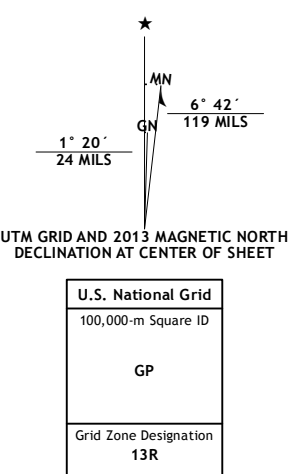 ★
MN
6° 42´
119 MILS
GN
1° 20´
24 MILS
UTM GRID AND 2013 MAGNETIC NORTH
DECLINATION AT CENTER OF SHEET
U.S. National Grid
100,000-m Square ID
GP
Grid Zone Designation
13R